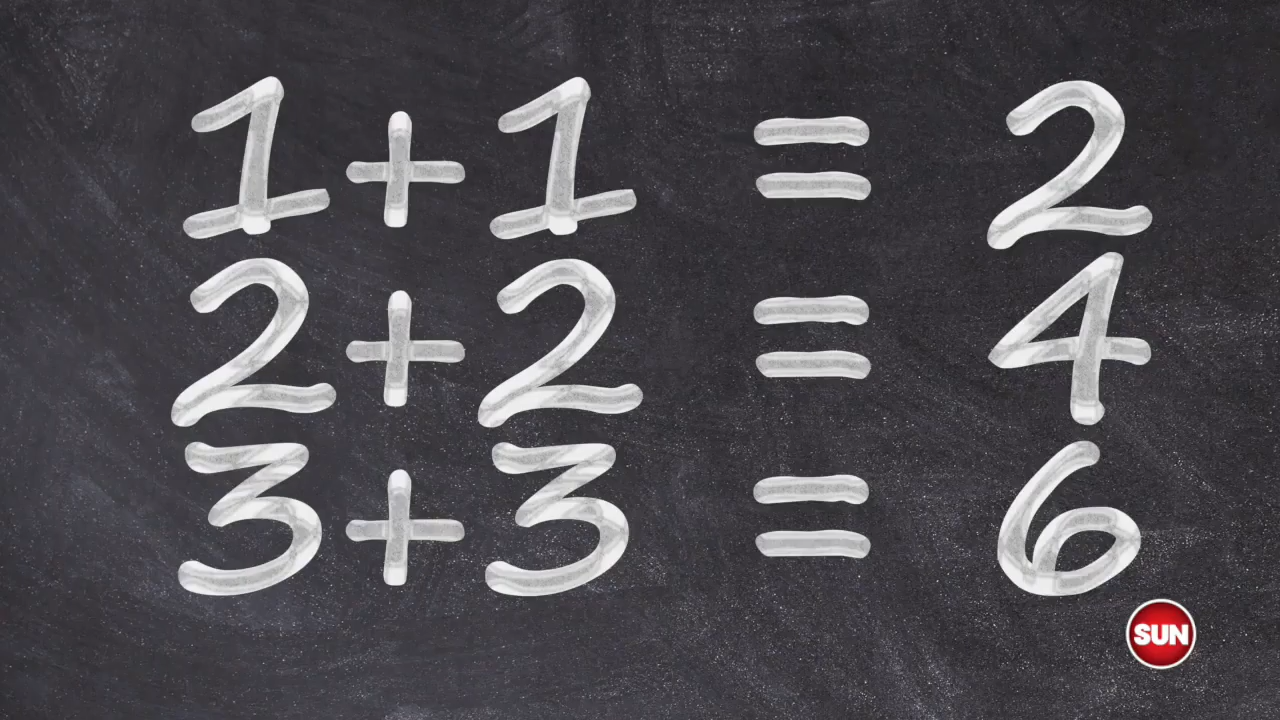 1 + 1 = 2
2 + 2 = 4
3 + 3 = 6
SUN